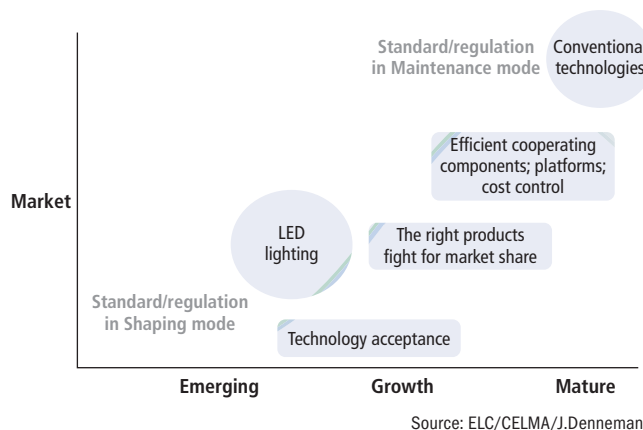 Standard/regulation
in Maintenance mode
Conventional
technologies
Efficient cooperating
components; platforms;
cost control
Market
LED
lighting
The right products
fight for market share
Standard/regulation
in Shaping mode
Technology acceptance
Emerging
Growth
Mature
Source: ELC/CELMA/J.Denneman